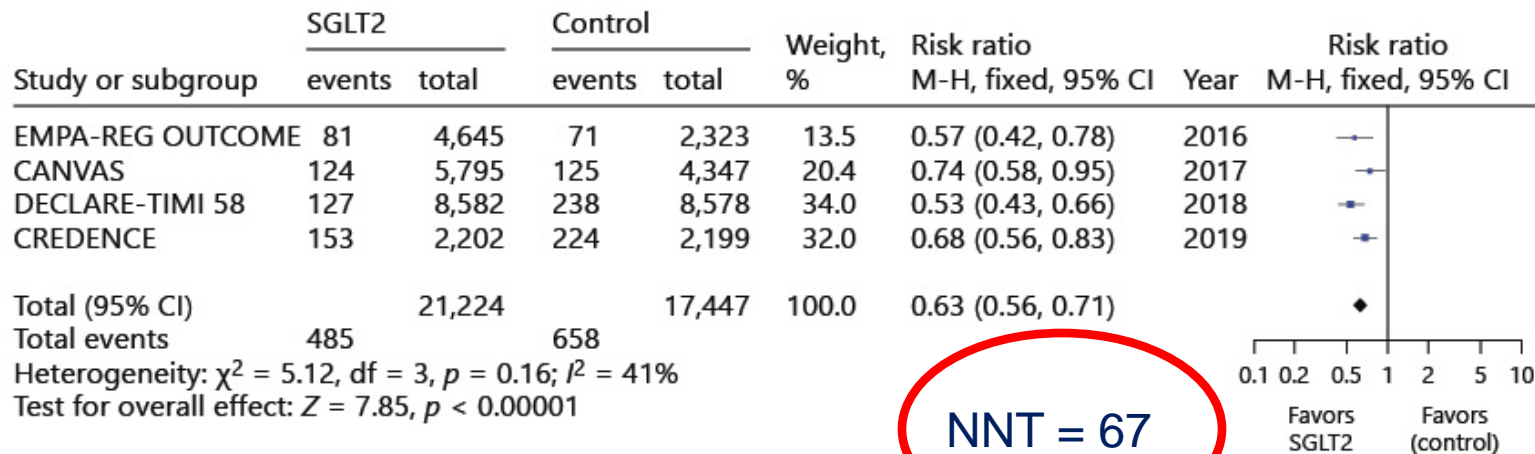 SGLT2 Control
Weight, Risk ratio Risk ratio
Study or subgroup events total events total % M-H, fixed, 95% CI Year M-H, fixed, 95% CI
EMPA-REG OUTCOME 81 4,645 71 2,323 13.5 0.57 (0.42, 0.78) 2016
CANVAS 124 5,795 125 4,347 20.4 0.74 (0.58, 0.95) 2017
DECLARE-TIMI 58 127 8,582 238 8,578 34.0 0.53 (0.43, 0.66) 2018
CREDENCE 153 2,202 224 2,199 32.0 0.68 (0.56, 0.83) 2019
Total (95% CI) 21,224 17,447 100.0 0.63 (0.56, 0.71)
Total events 485 658
Heterogeneity: χ² = 5.12, df = 3, p = 0.16; I² = 41%
Test for overall effect: Z = 7.85, p < 0.00001
0.1 0.2 0.5 1 2 5 10
Favors Favors
SGLT2 (control)
NNT = 67